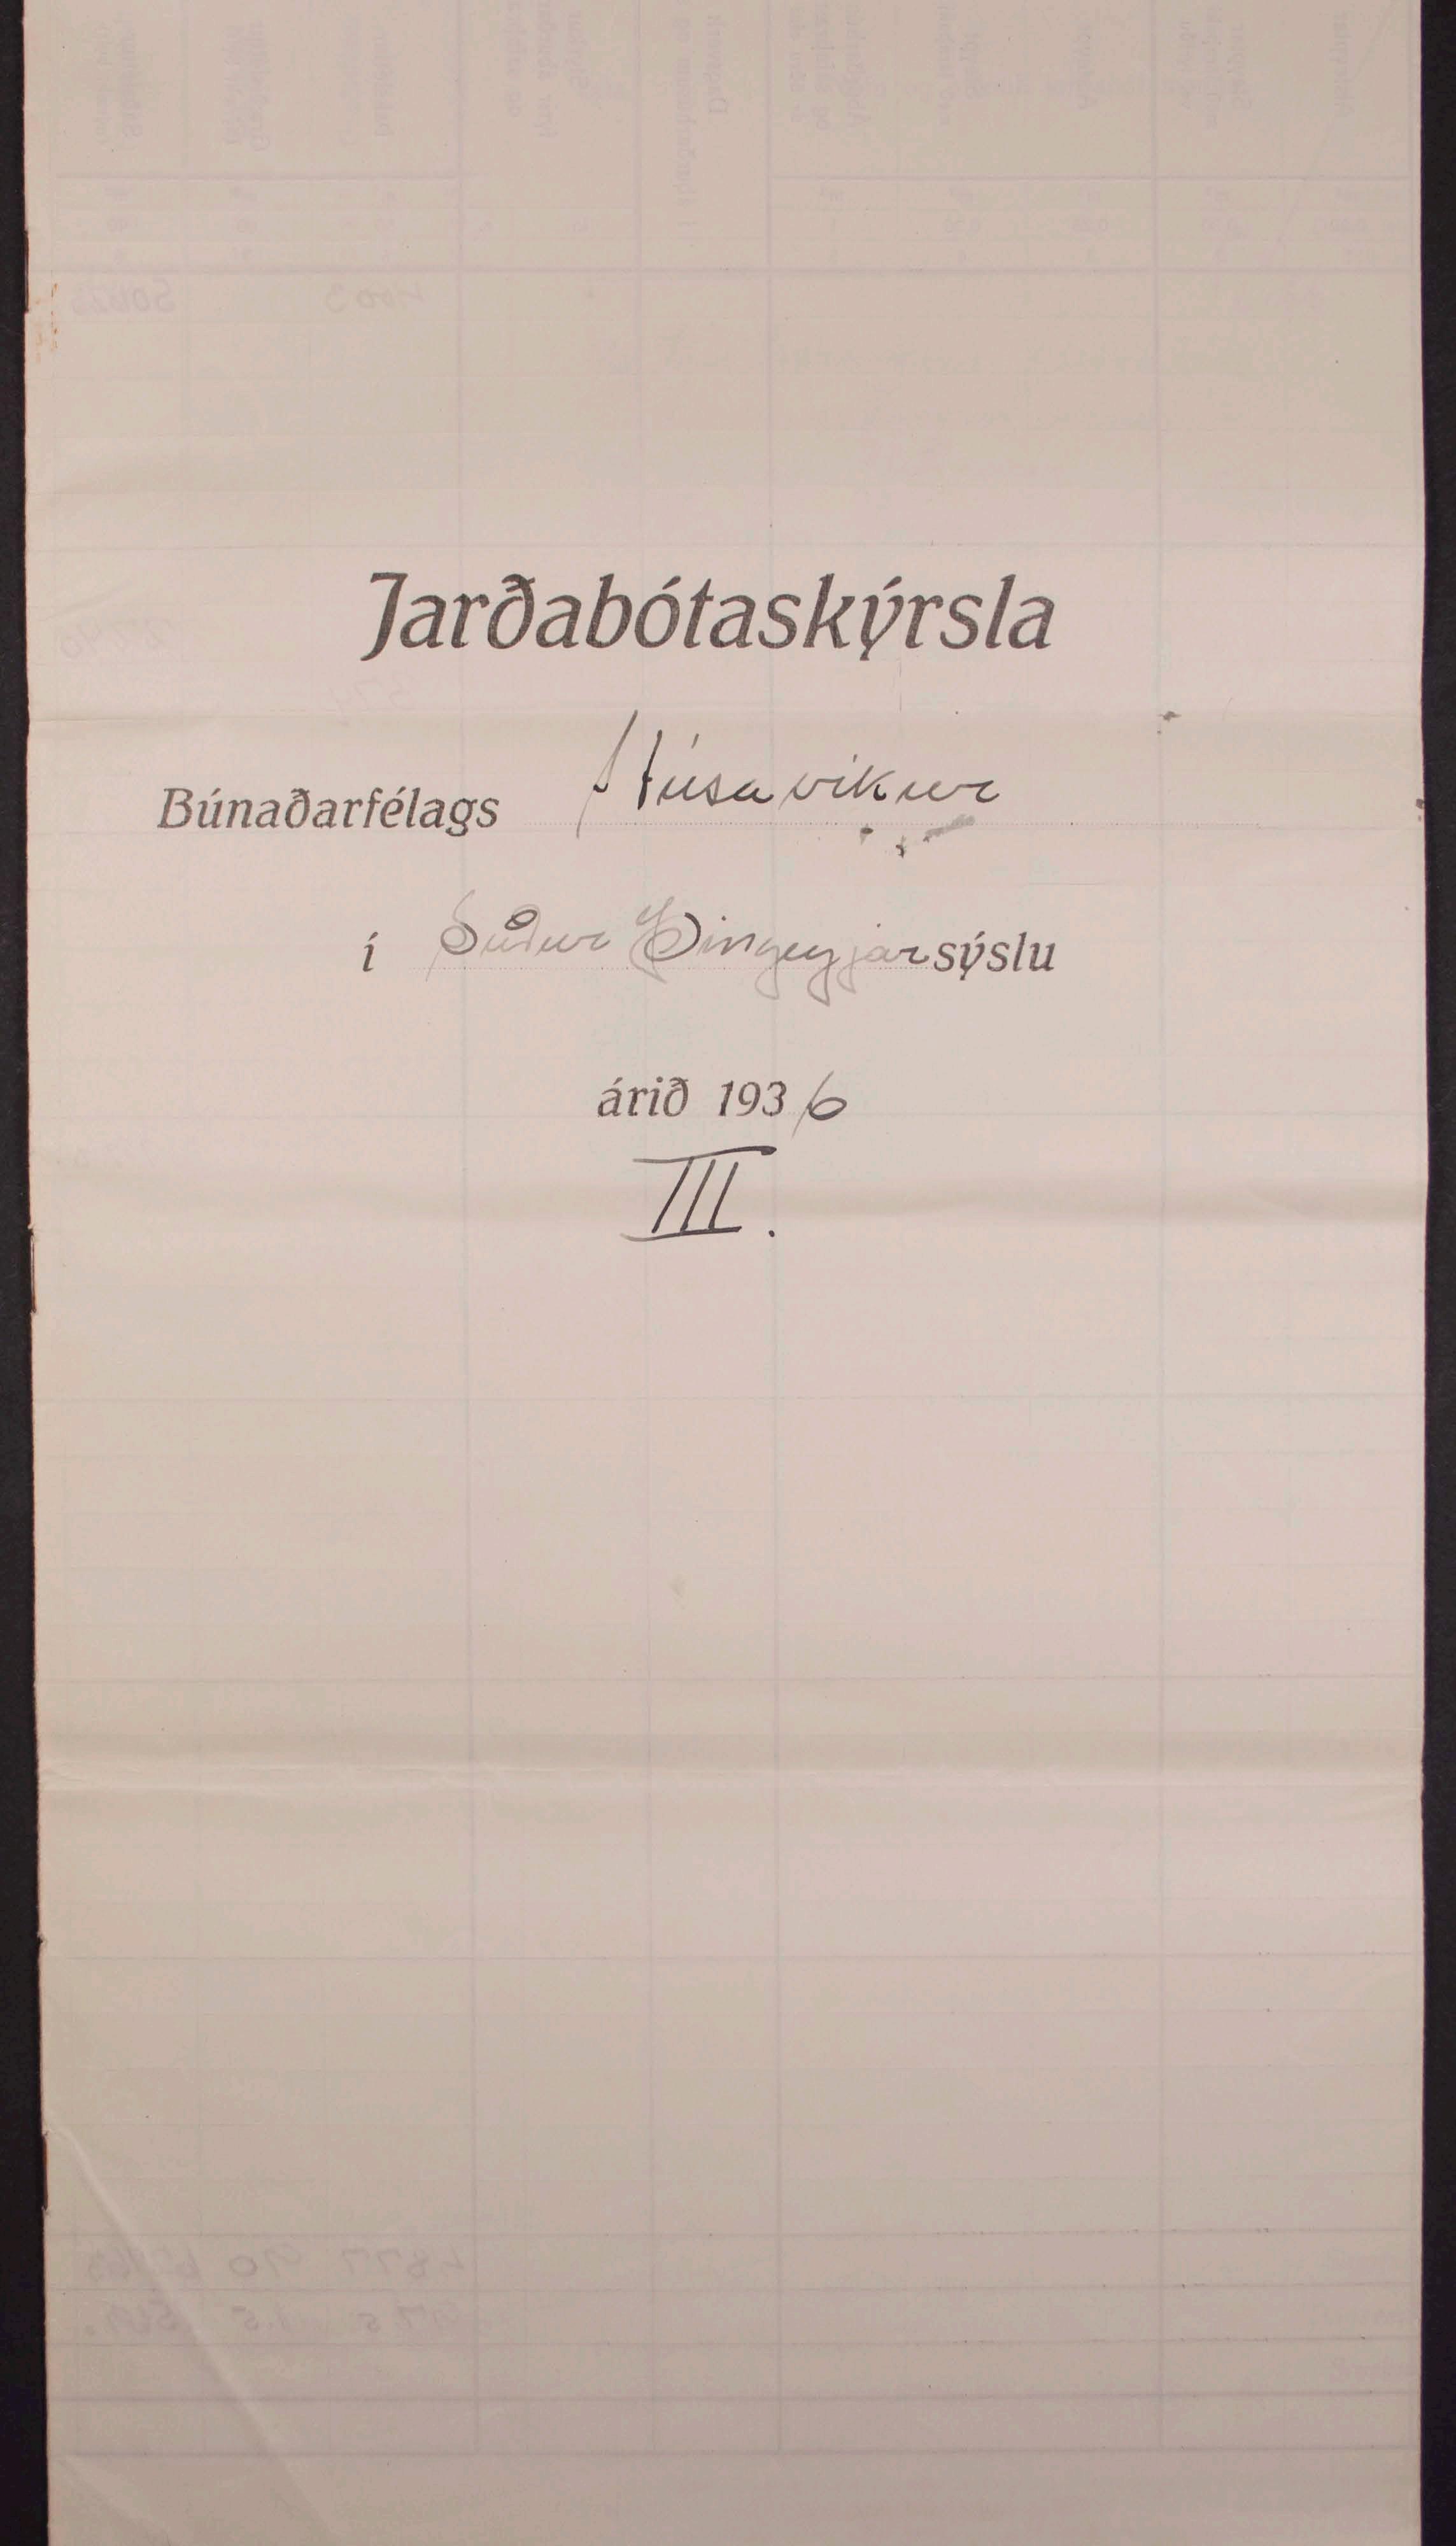 Jarðabótaskýrsla
Búnaðarfélags Húsavíkur
í Suður Þingeyjarsýslu
árið 1936
III.